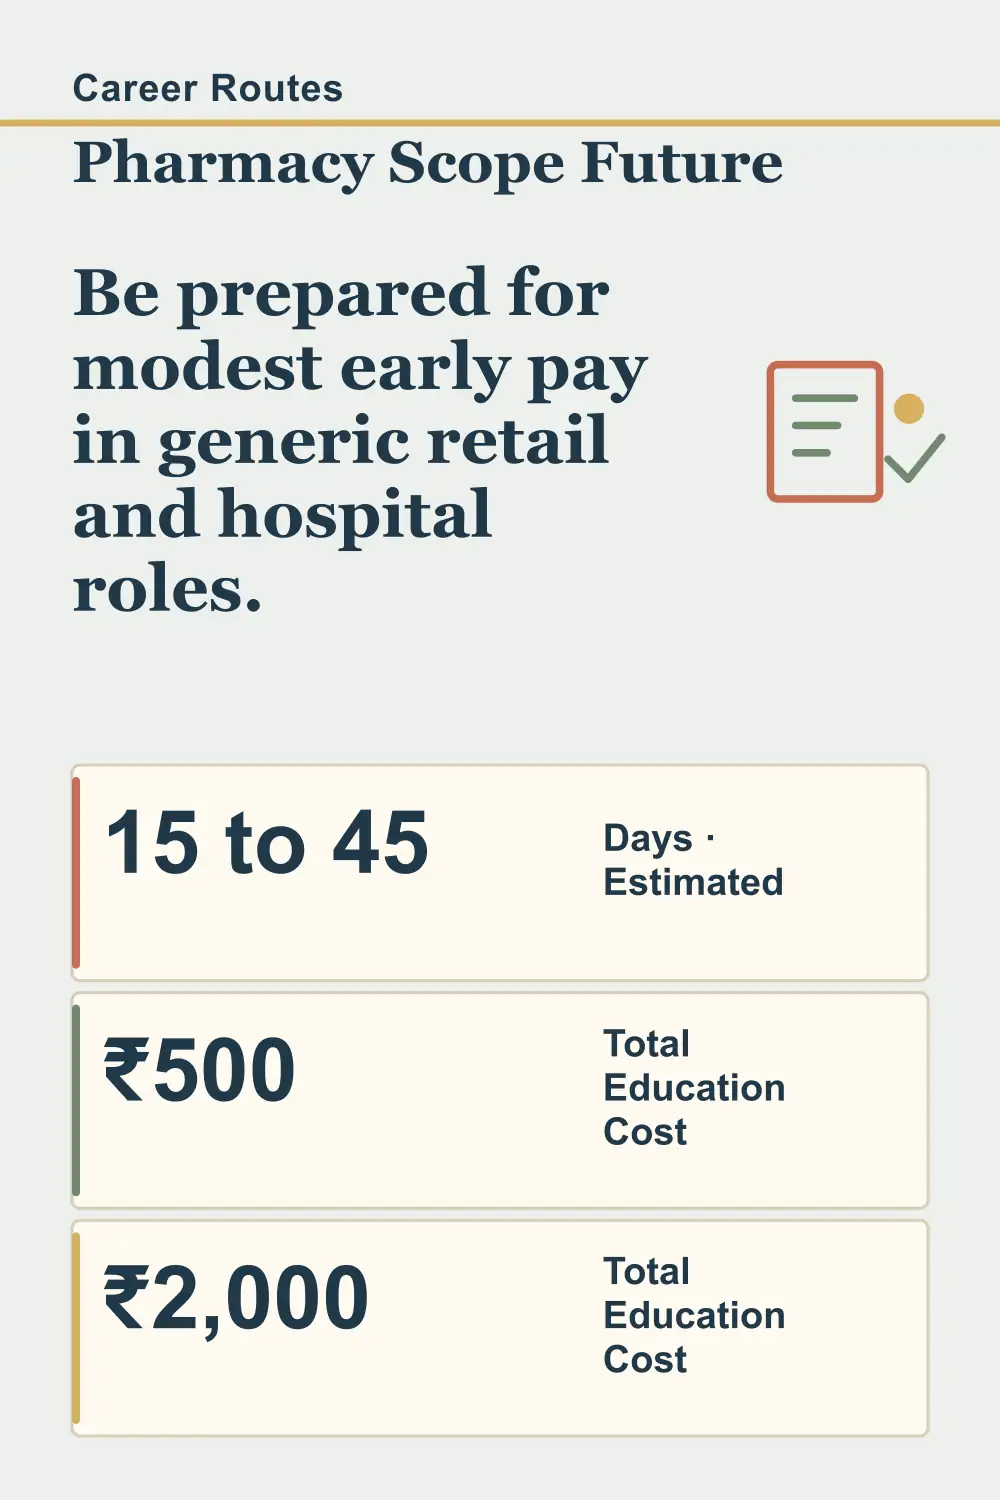 Career Routes
Pharmacy Scope Future
Be prepared for
modest early pay
in generic retail
and hospital
roles.
15 to 45
Days ·
Estimated
₹500
Total
Education
Cost
₹2,000
Total
Education
Cost